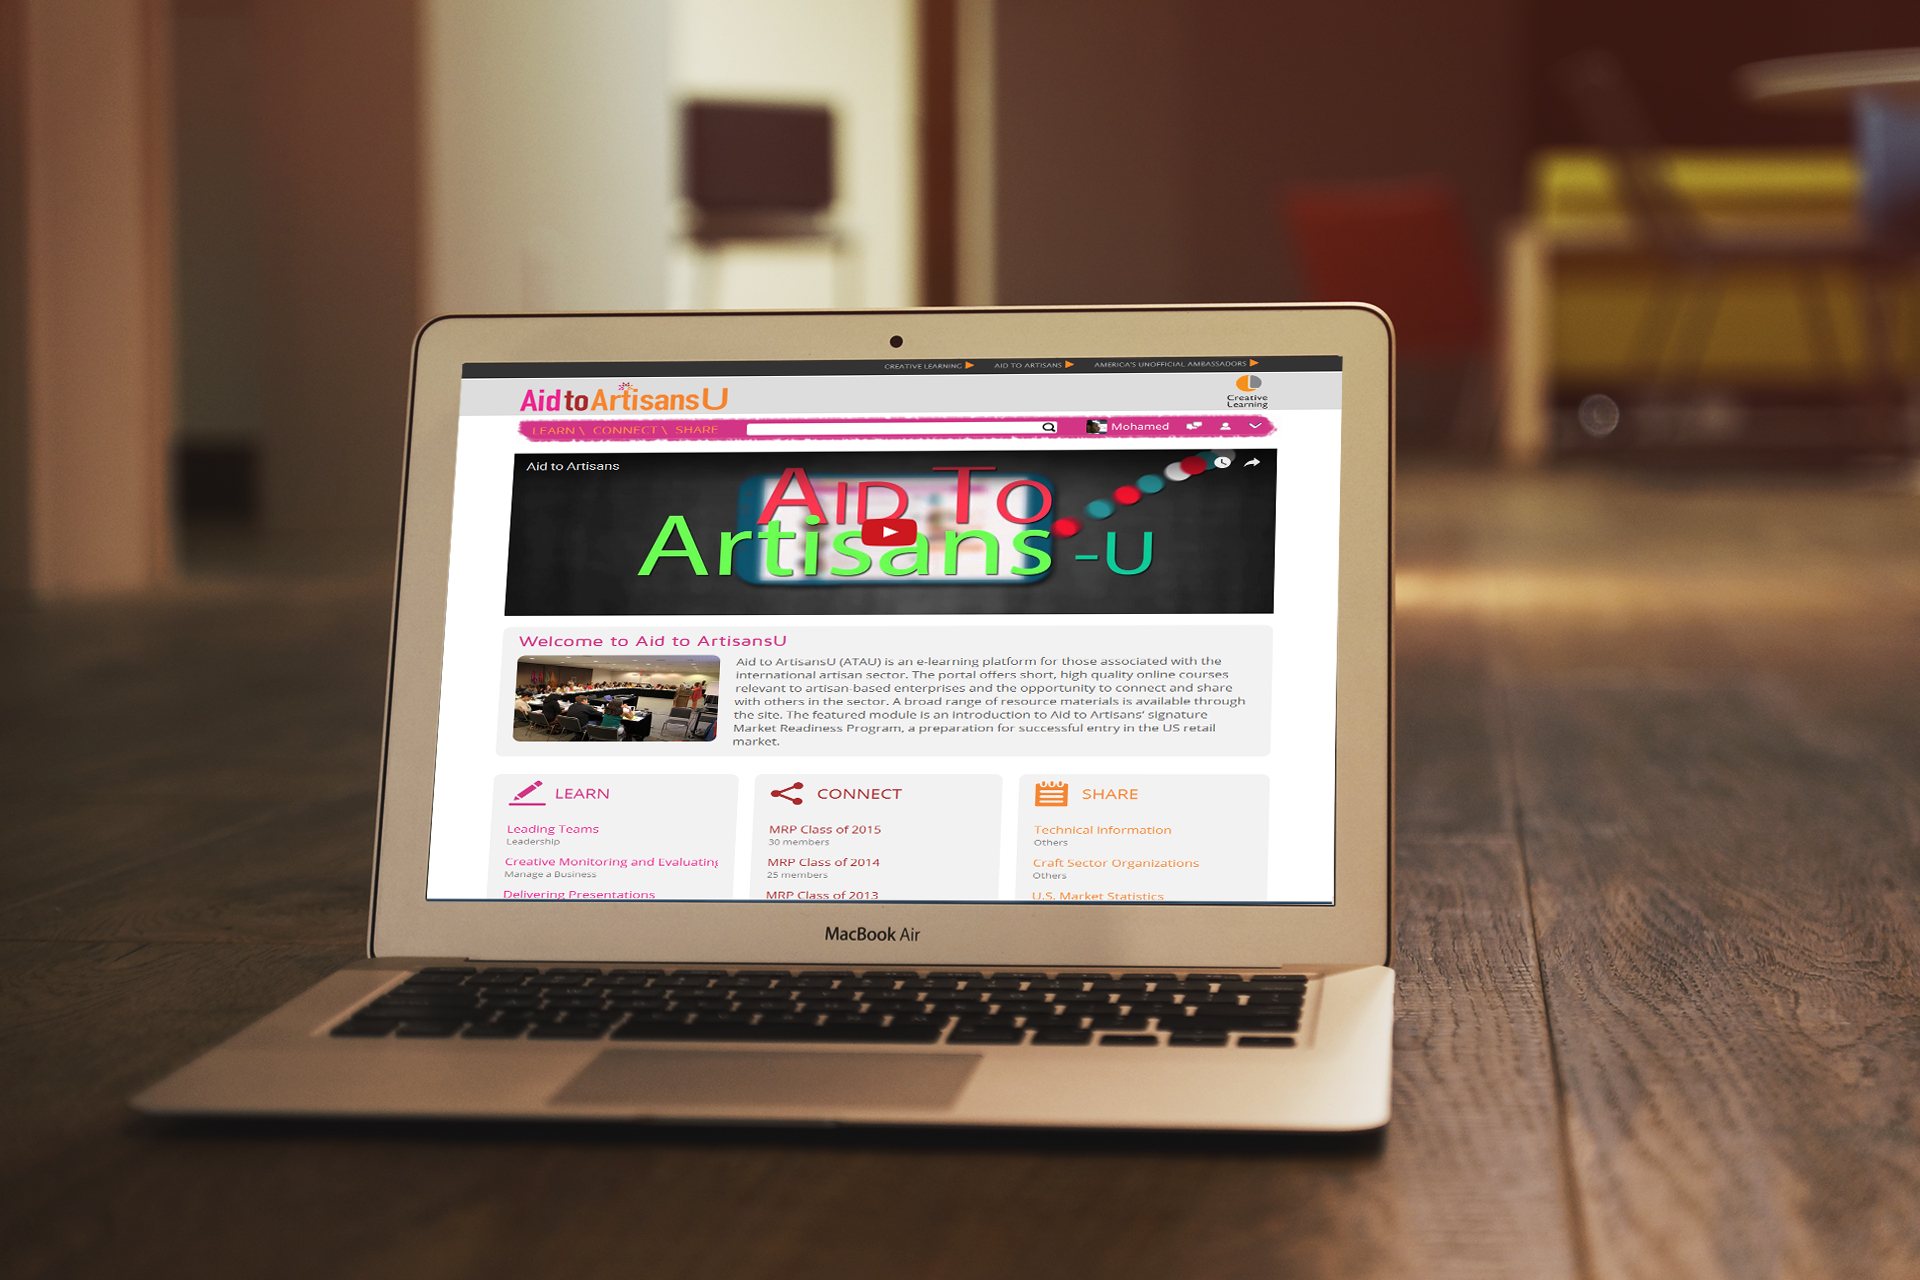 CREATIVE LEARNING AID TO ARTISANS AMERICA'S UNOFFICIAL AMBASSADORS
Aid to ArtisansU
Creative
Learning
LEARN \ CONNECT \ SHARE
Mohamed
Aid to Artisans
AID TO
Artisans -U
Welcome to Aid to ArtisansU
Aid to ArtisansU (ATAU) is an e-learning platform for those associated with the
international artisan sector. The portal offers short, high quality online courses
relevant to artisan-based enterprises and the opportunity to connect and share
with others in the sector. A broad range of resource materials is available through
the site. The featured module is an Introduction to Aid to Artisans' signature
Market Readiness Program, a preparation for successful entry in the US retail
market.
LEARN
Leading Teams
Leadership
Creative Monitoring and Evaluating
Manage a Business
Delivering Presentations
CONNECT
MRP Class of 2015
30 members
MRP Class of 2014
25 members
MRP Class of 2013
SHARE
Technical Information
Others
Craft Sector Organizations
Others
U.S. Market Statistics
MacBook Air